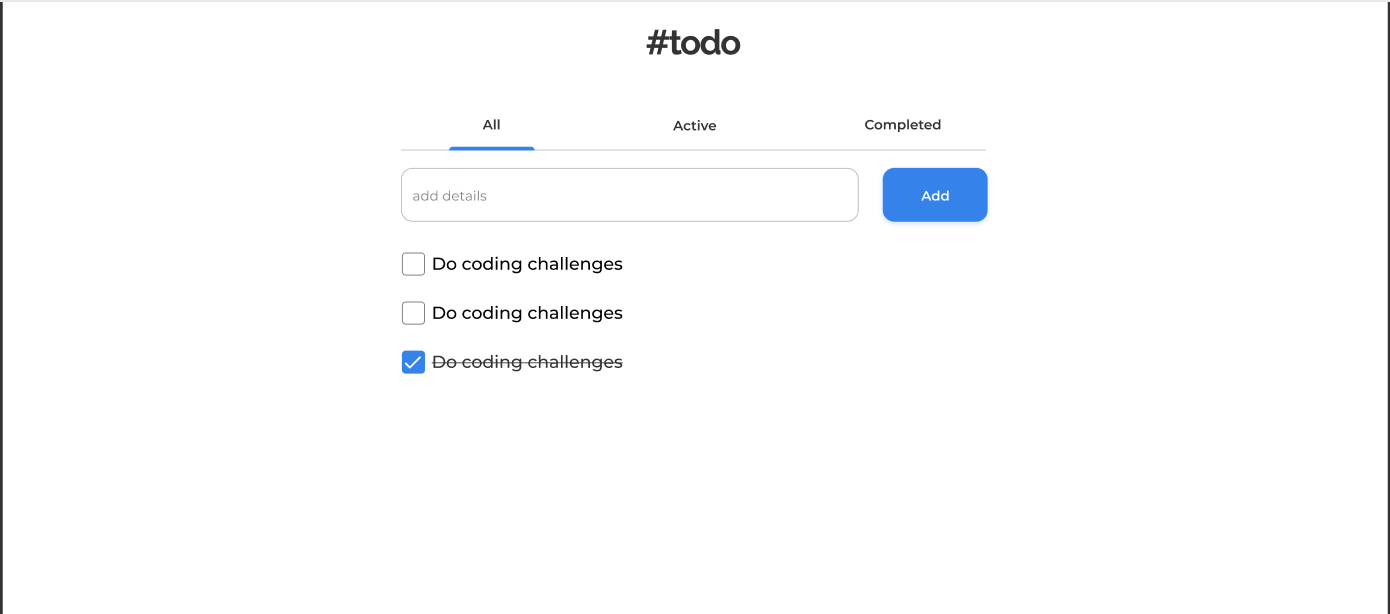 #todo
All Active Completed
add details Add
Do coding challenges
Do coding challenges
Do coding challenges